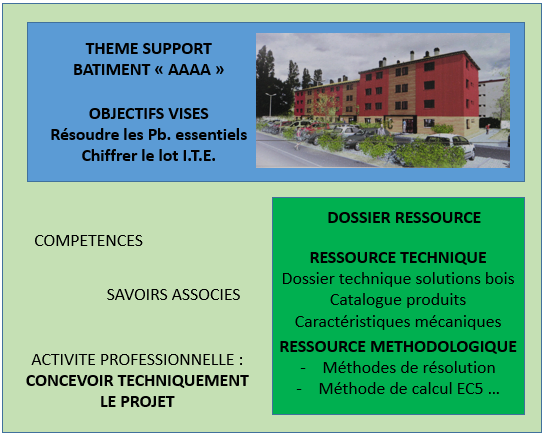 THEME SUPPORT
BATIMENT « AAAA »
OBJECTIFS VISES
Résoudre les Pb. essentiels
Chiffrer le lot I.T.E.
COMPETENCES
SAVOIRS ASSOCIES
ACTIVITE PROFESSIONNELLE :
CONCEVOIR TECHNIQUEMENT
LE PROJET
DOSSIER RESSOURCE
RESSOURCE TECHNIQUE
Dossier technique solutions bois
Catalogue produits
Caractéristiques mécaniques
RESSOURCE METHODOLOGIQUE
- Méthodes de résolution
- Méthode de calcul EC5 …